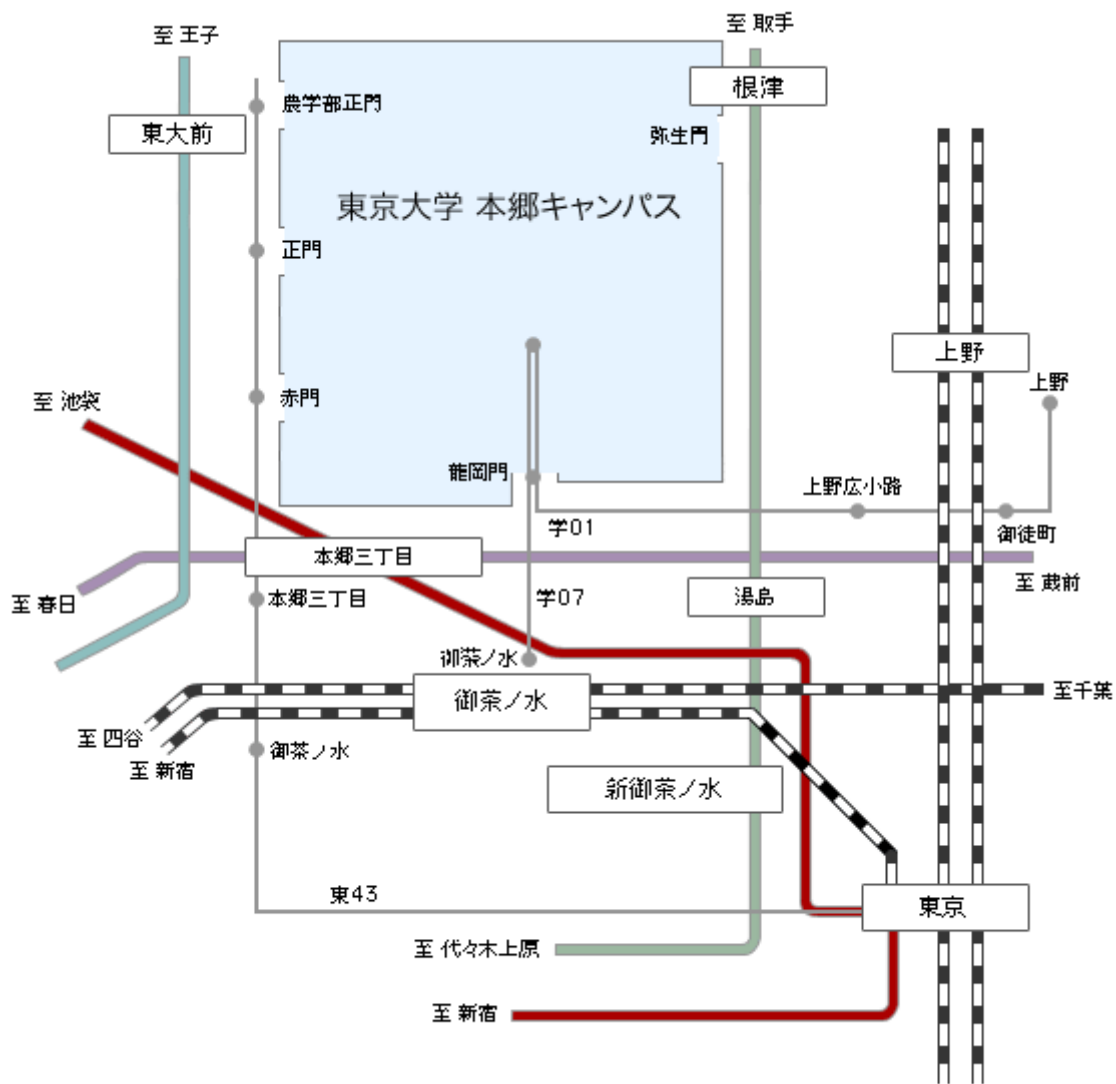 至 取手
至 王子
根津
農学部正門
東大前
弥生門
東京大学 本郷キャンパス
正門
上野
上野
至 池袋
赤門
龍岡門
上野広小路
学01
御徒町
本郷三丁目
至 蔵前
至 春日
本郷三丁目
学07
湯島
御茶ノ水
至千葉
御茶ノ水
至 四谷
御茶ノ水
至 新宿
新御茶ノ水
東43
東京
至 代々木上原
至 新宿